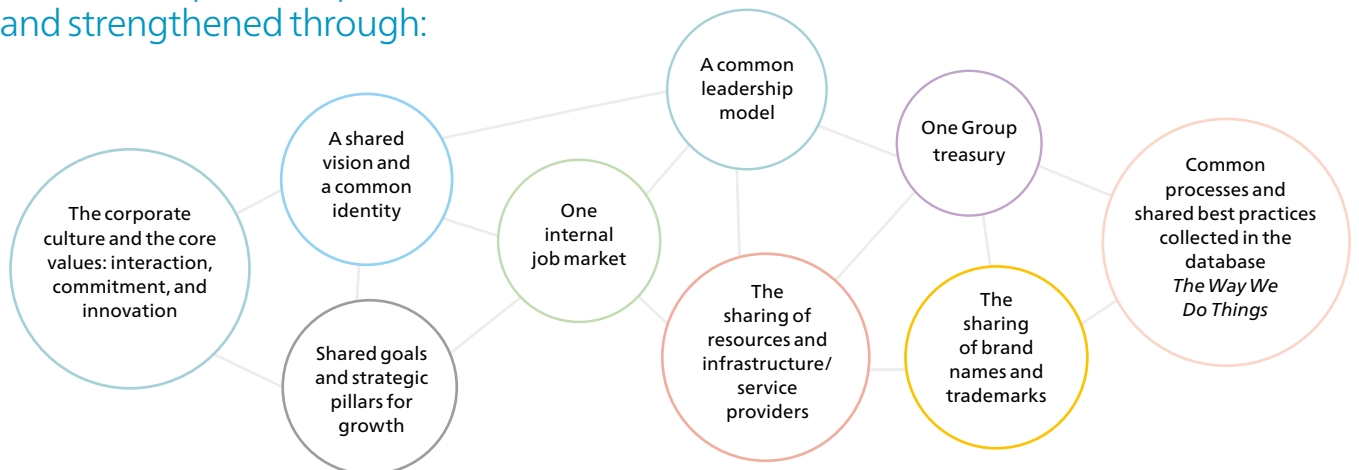 and strengthened through:
The corporate
culture and the core
values: interaction,
commitment, and
innovation
A shared
vision and
a common
identity
Shared goals
and strategic
pillars for
growth
One
internal
job market
A common
leadership
model
The
sharing of
resources and
infrastructure/
service
providers
One Group
treasury
The
sharing
of brand
names and
trademarks
Common
processes and
shared best practices
collected in the
database
The Way We
Do Things